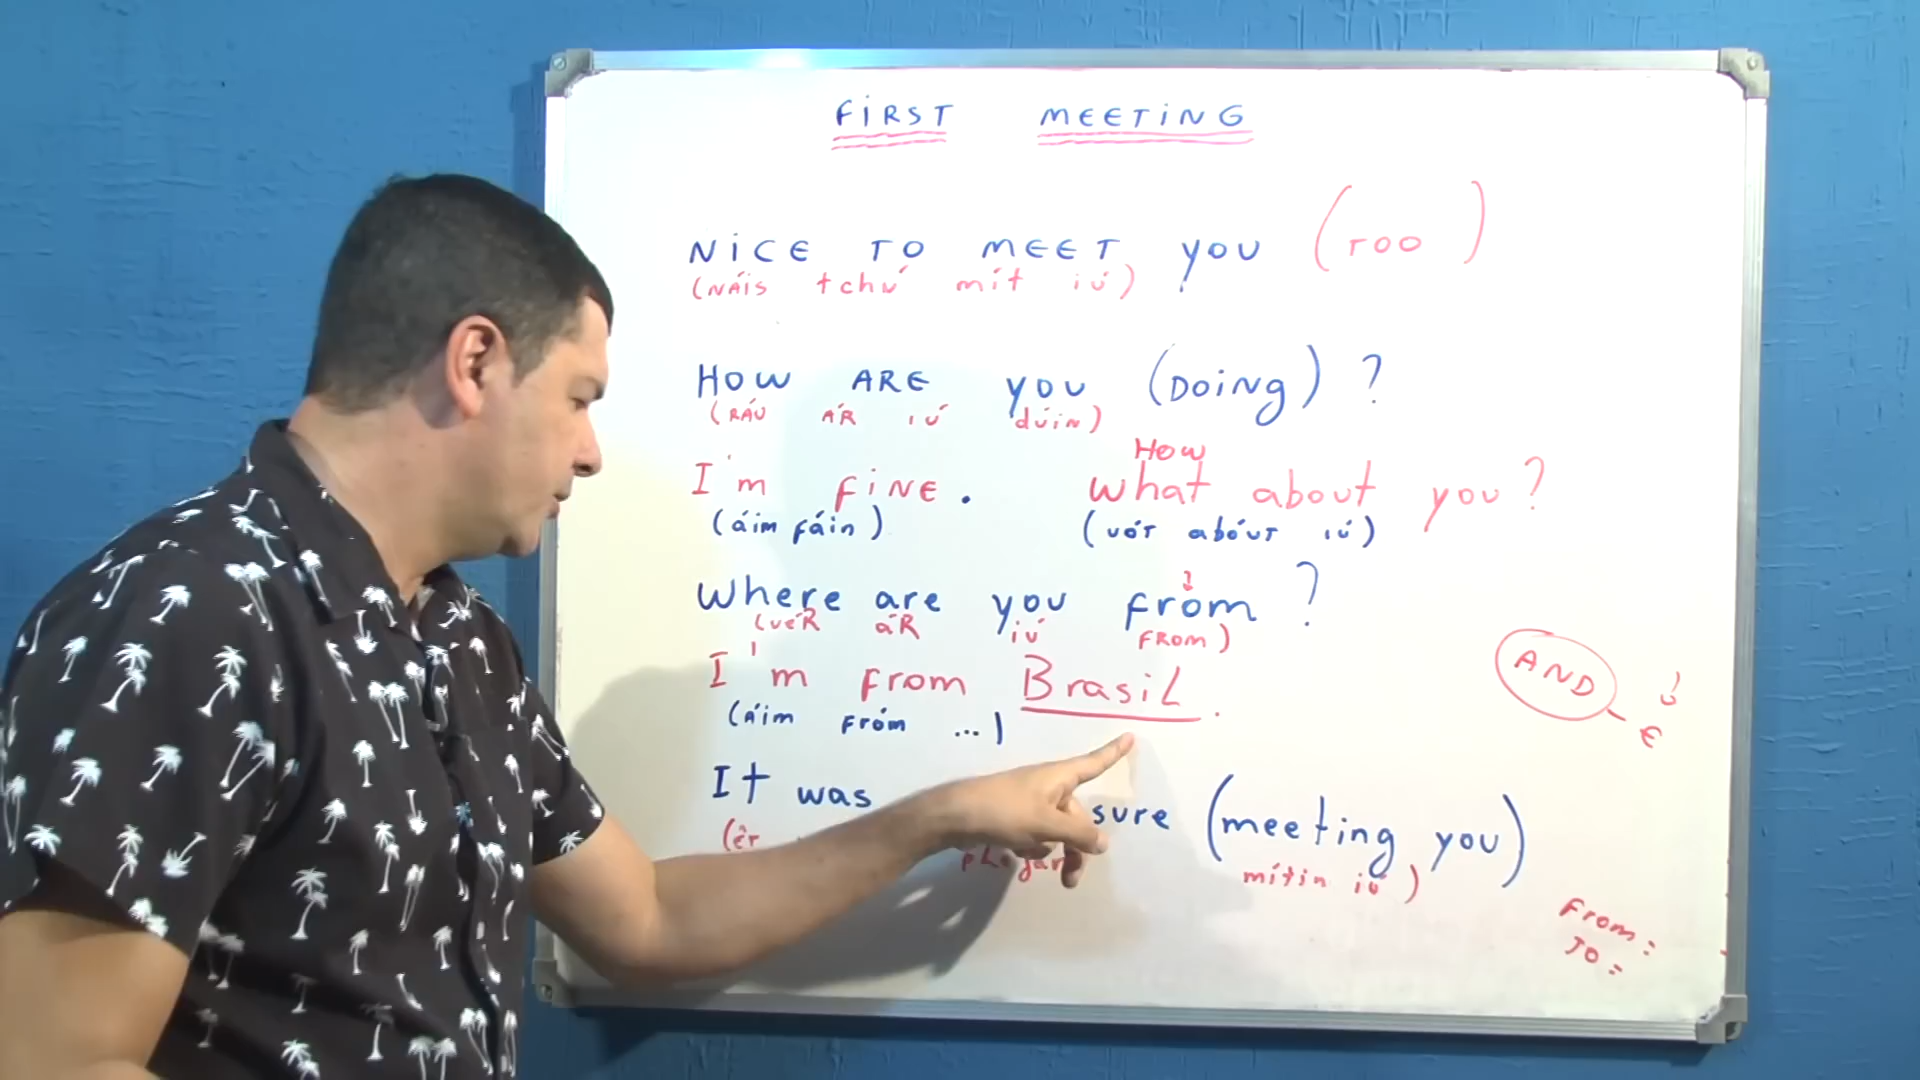 FIRST MEETING
NICE TO MEET YOU (TOO)
(NÁIS tchú mít iú)
HOW ARE YOU (DOING)?
(RÁU ÁR iú dúin)
How
I'm FINE. What about you?
(áim fáin) (uót abóut iú)
Where are you from?
(uéR áR iú FROM)
I'm from BrasiL.
(Áim fróm ...)
AND
It was sure (meeting you)
mítin iú)
From:
TO: